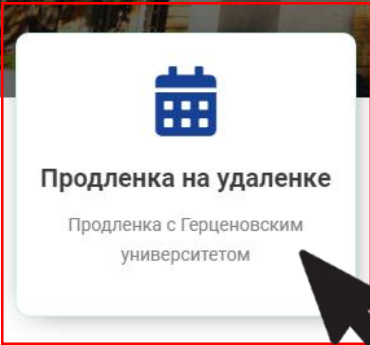 Продленка на удаленке
Продленка с Герценовским
университетом